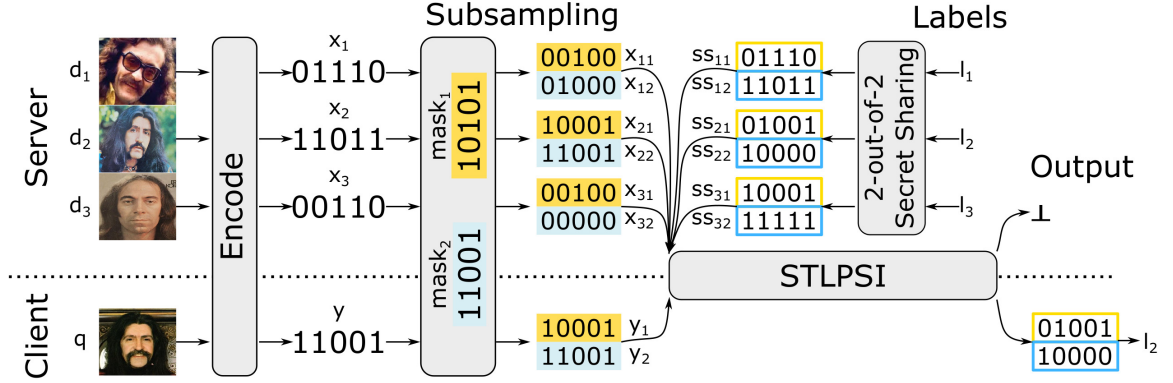 Subsampling
Labels
Server
d1
d2
d3
Encode
x1
01110
x2
11011
x3
00110
mask1
10101
mask2
11001
00100 x11
01000 x12
10001 x21
11001 x22
00100 x31
00000 x32
ss11 01110
ss12 11011
ss21 01001
ss22 10000
ss31 10001
ss32 11111
2-out-of-2
Secret Sharing
l1
l2
l3
Output
⊥
STLPSI
Client
q
y
11001
10001 y1
11001 y2
01001
10000
l2